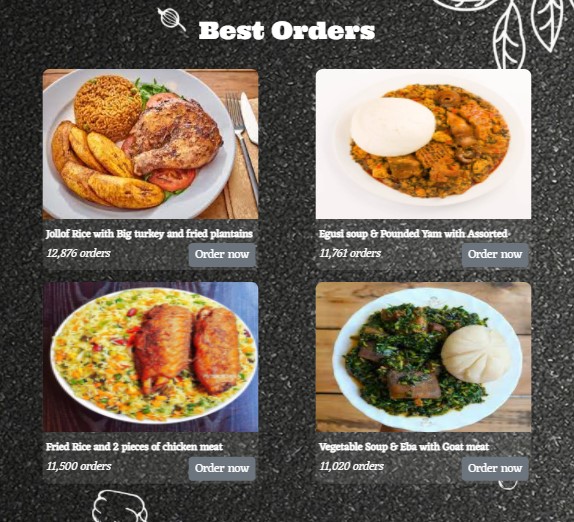 Best Orders
Jollof Rice with Big turkey and fried plantains
12,876 orders
Order now
Egusi soup & Pounded Yam with Assorted-
11,761 orders
Order now
Fried Rice and 2 pieces of chicken meat
11,500 orders
Order now
Vegetable Soup & Eba with Goat meat
11,020 orders
Order now